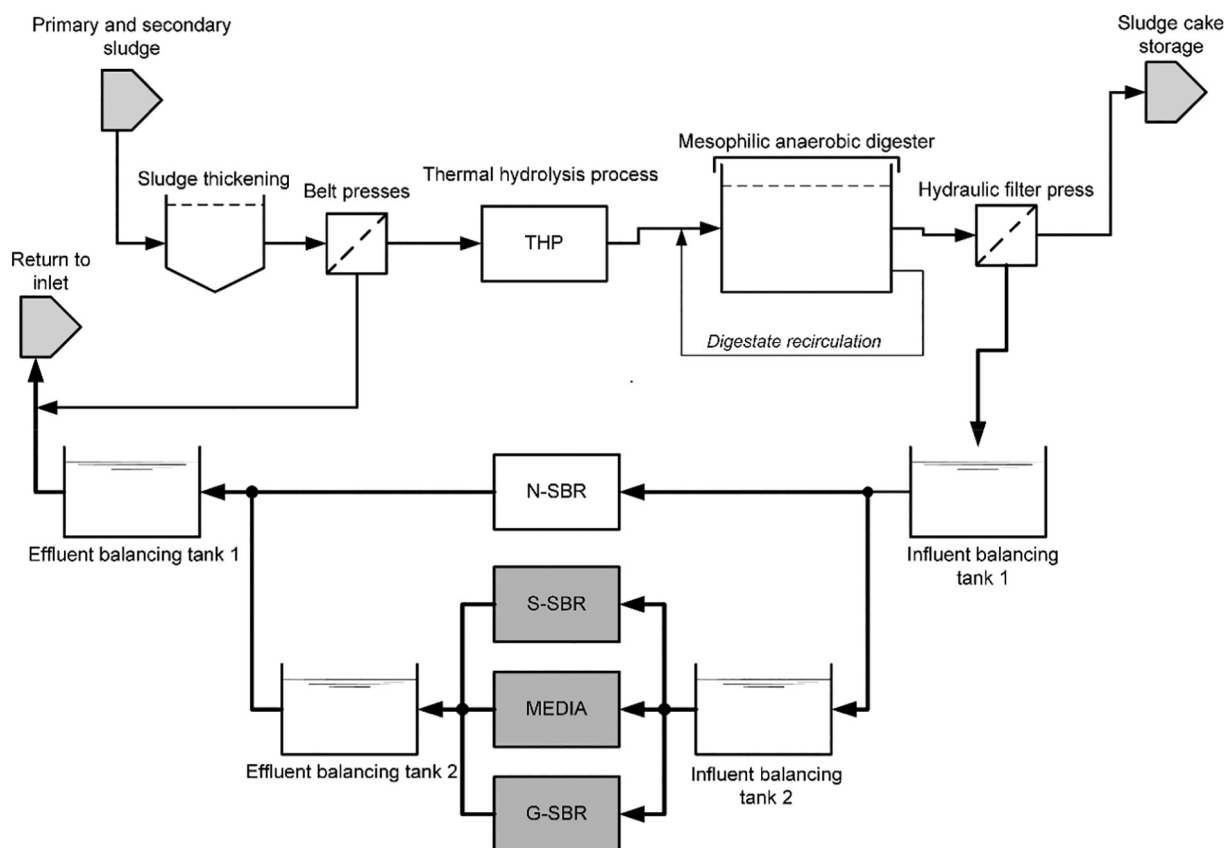 Primary and secondary
sludge
Sludge cake
storage
Sludge thickening
Belt presses
Thermal hydrolysis process
Mesophilic anaerobic digester
Hydraulic filter press
THP
Return to
inlet
Digestate recirculation
N-SBR
Effluent balancing tank 1
Influent balancing
tank 1
S-SBR
MEDIA
Effluent balancing tank 2
Influent balancing
tank 2
G-SBR